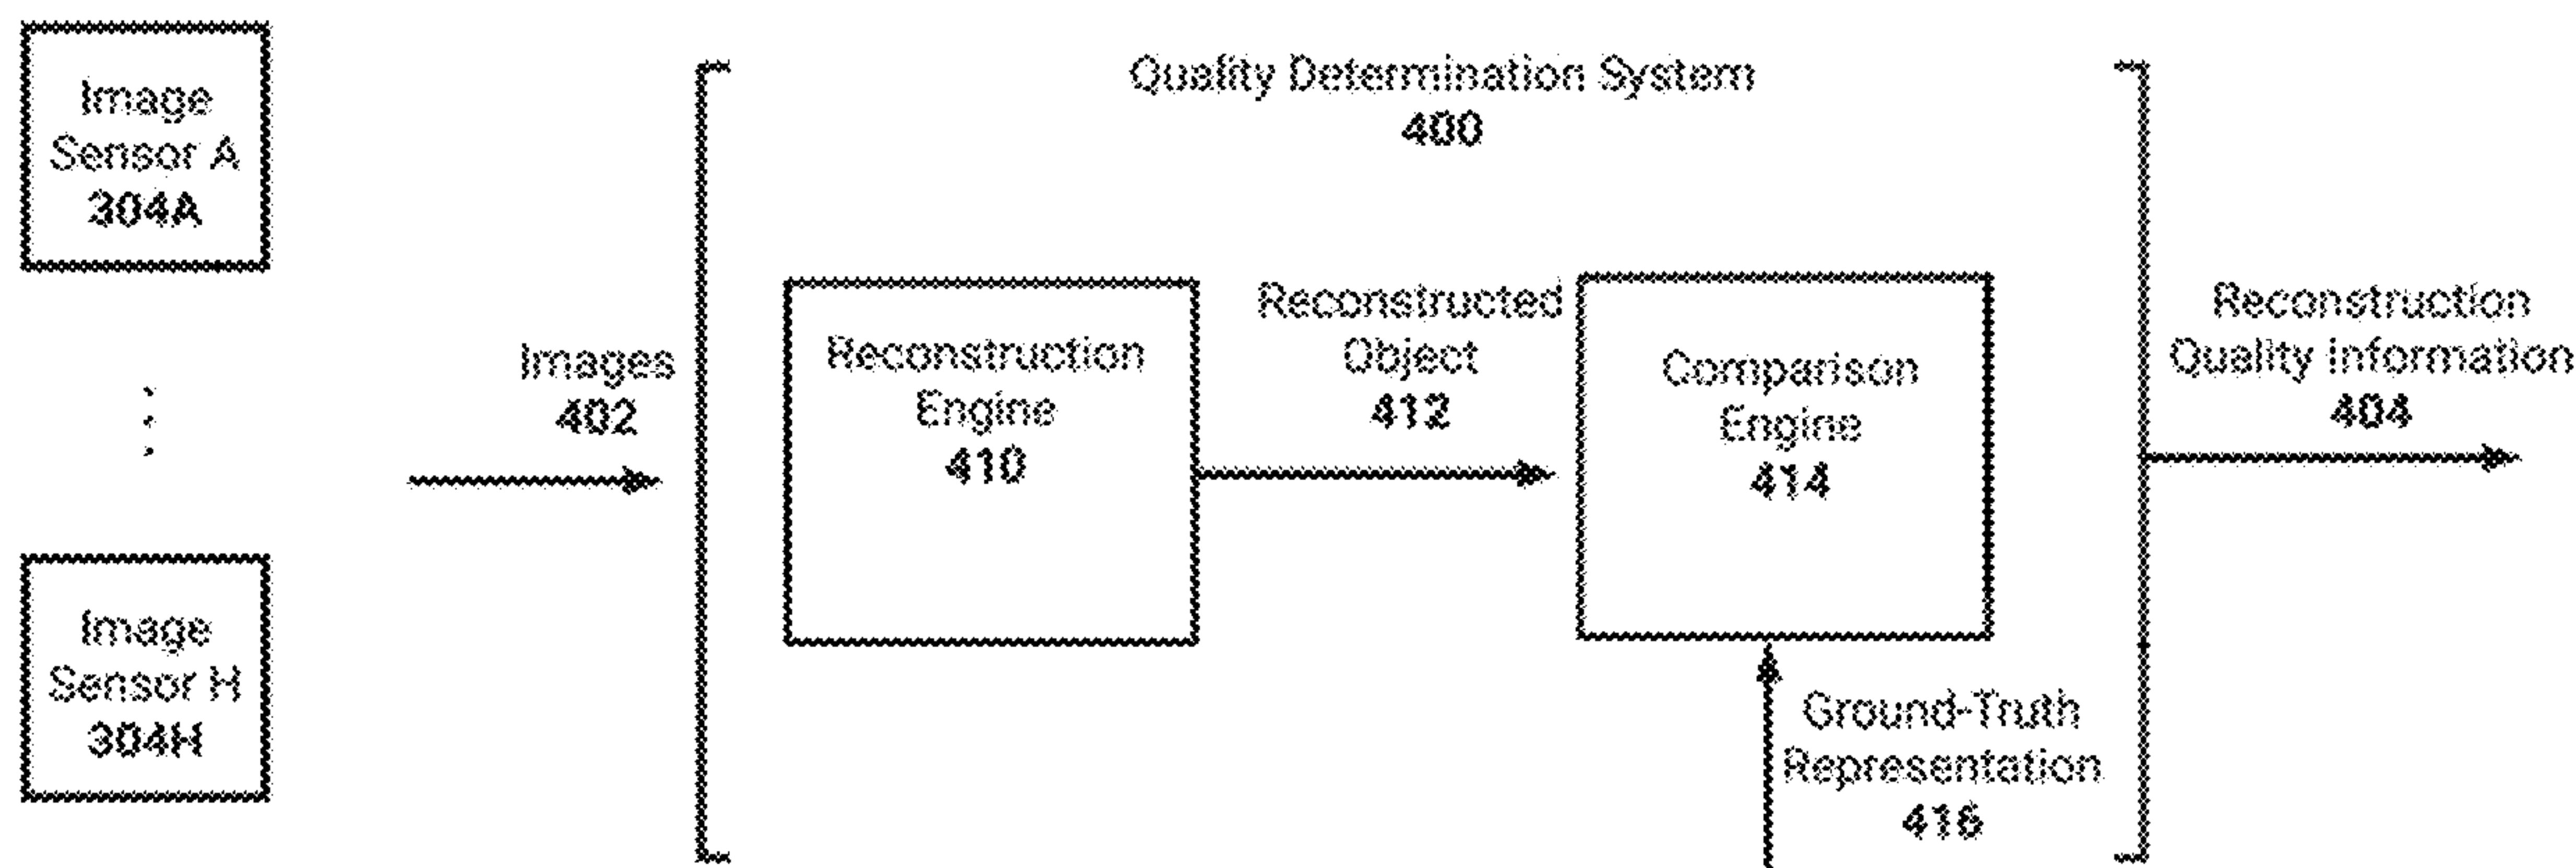 Image
Sensor A
304A
Image
Sensor H
304H
Images
402
Quality Determination System
400
Reconstruction
Engine
410
Reconstructed
Object
412
Comparison
Engine
414
Ground-Truth
Representation
416
Reconstruction
Quality Information
404